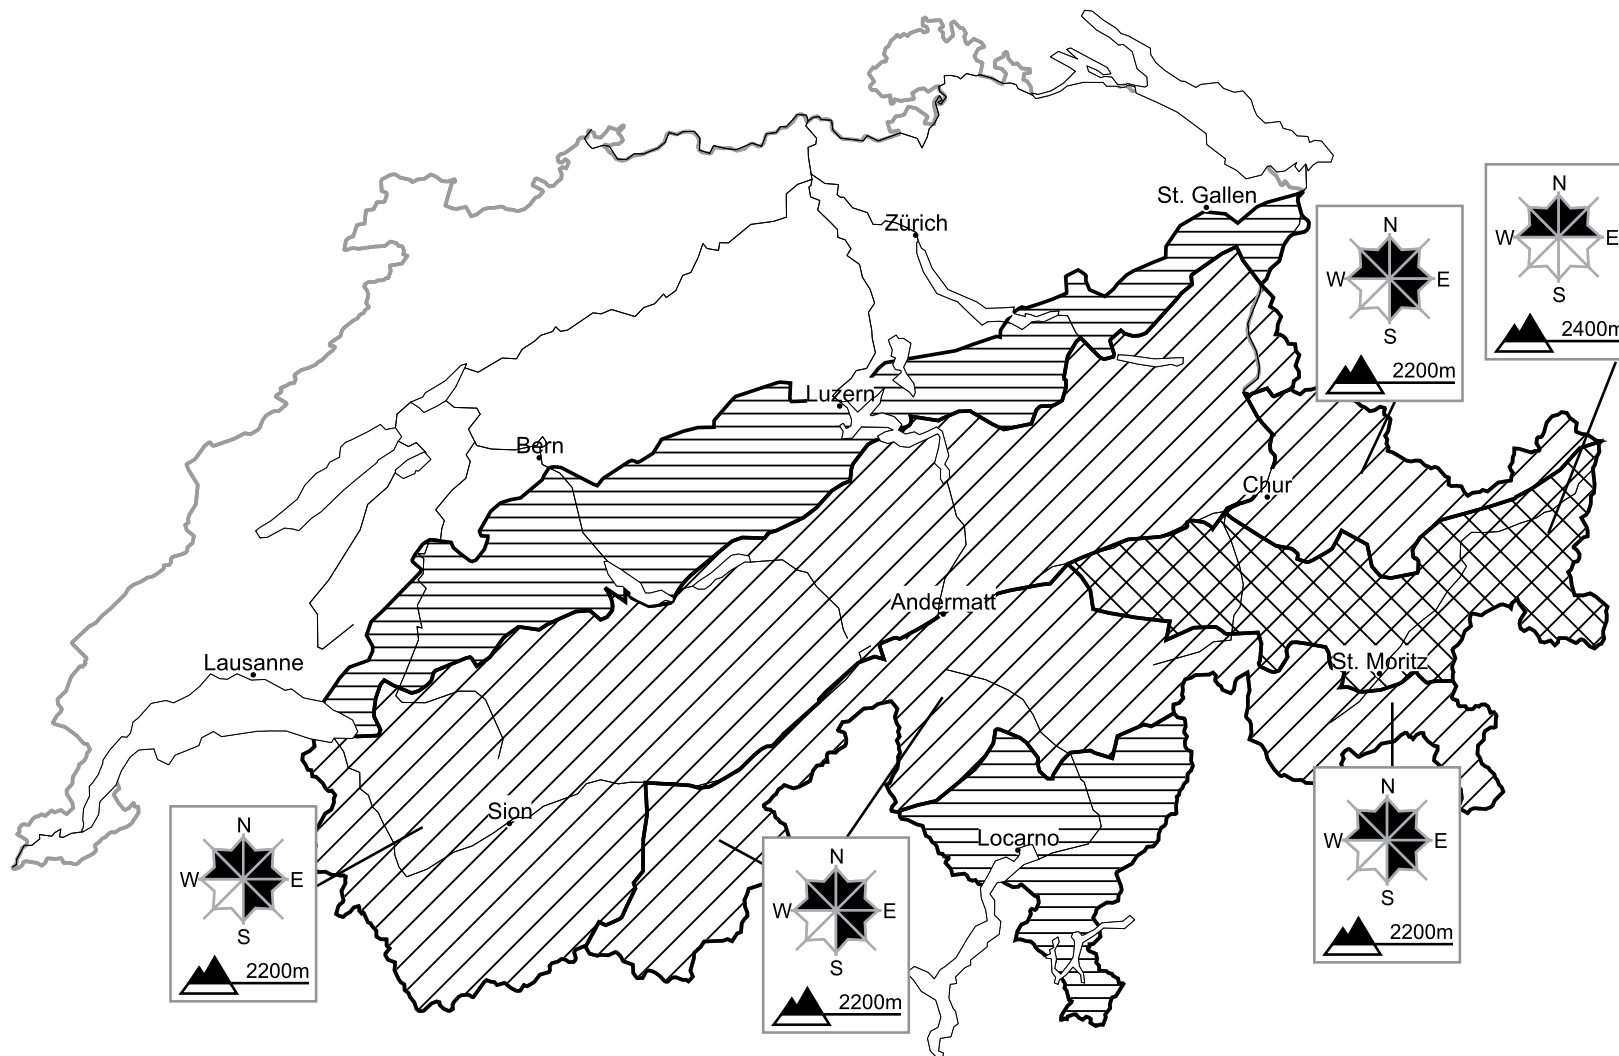 St. Gallen
Zürich
N
W
E
S
2200m
N
W
E
S
2400m
Luzern
Bern
Chur
Andermatt
Lausanne
St. Moritz
Sion
Locarno
N
W
E
S
2200m
N
W
E
S
2200m
N
W
E
S
2200m